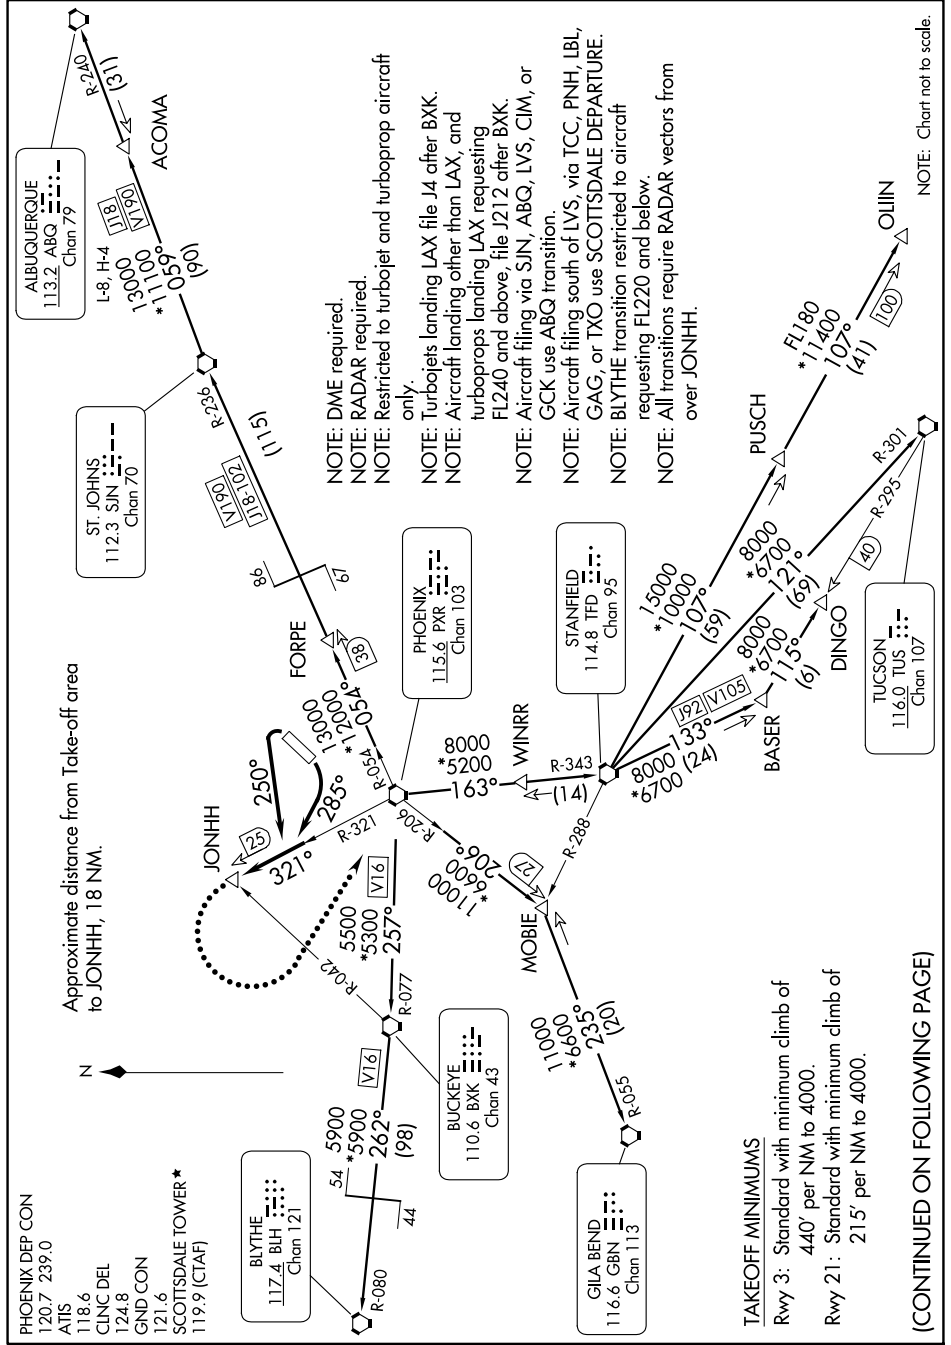 PHOENIX DEP CON
120.7 239.0
ATIS
118.6
CLNC DEL
124.8
GND CON
121.6
SCOTTSDALE TOWER★
119.9 (CTAF)
Approximate distance from Take-off area
to JONHH, 18 NM.
N
ALBUQUERQUE
113.2 ABQ
Chan 79
R-240
(31)
ACOMA
L-8, H-4
J18
V190
13000
*11100
059°
(90)
ST. JOHNS
112.3 SJN
Chan 70
R-236
(115)
V190
J18-102
86
67
FORPE
38
13000
*12000
054°
R-054
PHOENIX
115.6 PXR
Chan 103
JONHH
25
250°
285°
321°
R-321
R-042
R-206
V16
5500
*5300
257°
R-077
BUCKEYE
110.6 BXK
Chan 43
V16
5900
*5900
262°
(98)
54
44
BLYTHE
117.4 BLH
Chan 121
R-080
8000
*5200
163°
WINRR
(14)
R-343
STANFIELD
114.8 TFD
Chan 95
R-288
11000
*6600
206°
27
MOBIE
11000
*6600
235°
(20)
R-055
GILA BEND
116.6 GBN
Chan 113
15000
*10000
107°
(59)
PUSCH
FL180
*11400
107°
(41)
100
OLIIN
8000
*6700
121°
(69)
R-301
R-295
40
8000
*6700
133°
(24)
J92
V105
BASER
8000
*6700
115°
(6)
DINGO
TUCSON
116.0 TUS
Chan 107
NOTE: DME required.
NOTE: RADAR required.
NOTE: Restricted to turbojet and turboprop aircraft
only.
NOTE: Turbojets landing LAX file J4 after BXK.
NOTE: Aircraft landing other than LAX, and
turboprops landing LAX requesting
FL240 and above, file J212 after BXK.
NOTE: Aircraft filing via SJN, ABQ, LVS, CIM, or
GCK use ABQ transition.
NOTE: Aircraft filing south of LVS, via TCC, PNH, LBL,
GAG, or TXO use SCOTTSDALE DEPARTURE.
NOTE: BLYTHE transition restricted to aircraft
requesting FL220 and below.
NOTE: All transitions require RADAR vectors from
over JONHH.
NOTE: Chart not to scale.
TAKEOFF MINIMUMS
Rwy 3: Standard with minimum climb of
440' per NM to 4000.
Rwy 21: Standard with minimum climb of
215' per NM to 4000.
(CONTINUED ON FOLLOWING PAGE)